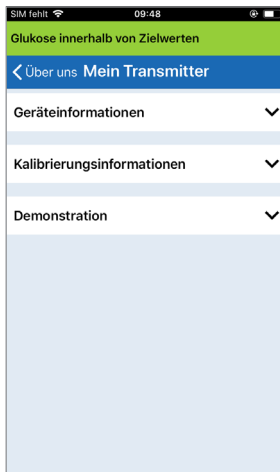 SIM fehlt 09:48
Glukose innerhalb von Zielwerten
Über uns Mein Transmitter
Geräteinformationen
Kalibrierungsinformationen
Demonstration